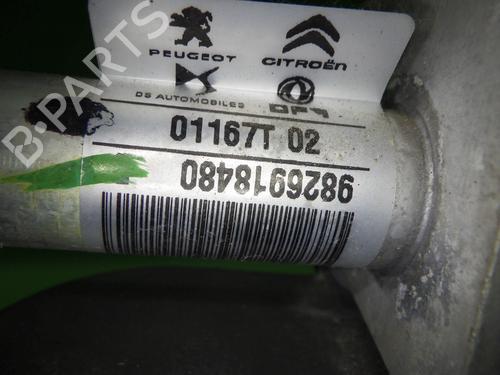 PEUGEOT CITROËN
DS AUTOMOBILES
01167T 02
9826918480
B-PARTS